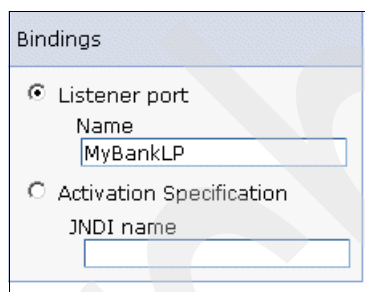 Bindings
Listener port
Name
MyBankLP
Activation Specification
JNDI name